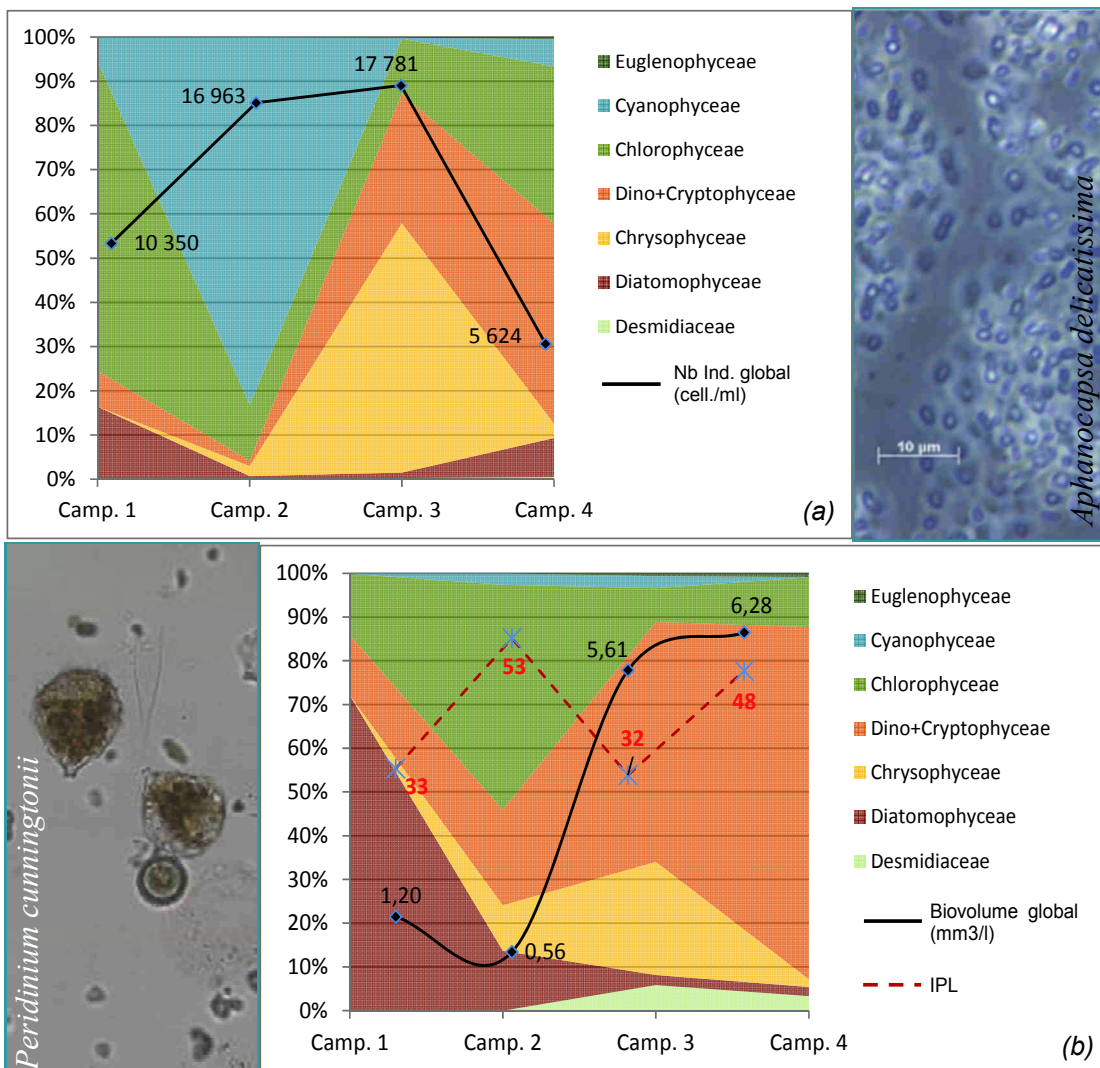 100%
90%
80%
70%
60%
50%
40%
30%
20%
10%
0%
10 350
16 963
17 781
5 624
Camp. 1
Camp. 2
Camp. 3
Camp. 4
Euglenophyceae
Cyanophyceae
Chlorophyceae
Dino+Cryptophyceae
Chrysophyceae
Diatomophyceae
Desmidiaceae
Nb Ind. global
(cell./ml)
(a)
10 µm
Aphanocapsa delicatissima
Peridinium cunningtonii
100%
90%
80%
70%
60%
50%
40%
30%
20%
10%
0%
1,20
0,56
5,61
6,28
33
53
32
48
Camp. 1
Camp. 2
Camp. 3
Camp. 4
Euglenophyceae
Cyanophyceae
Chlorophyceae
Dino+Cryptophyceae
Chrysophyceae
Diatomophyceae
Desmidiaceae
Biovolume global
(mm3/l)
IPL
(b)